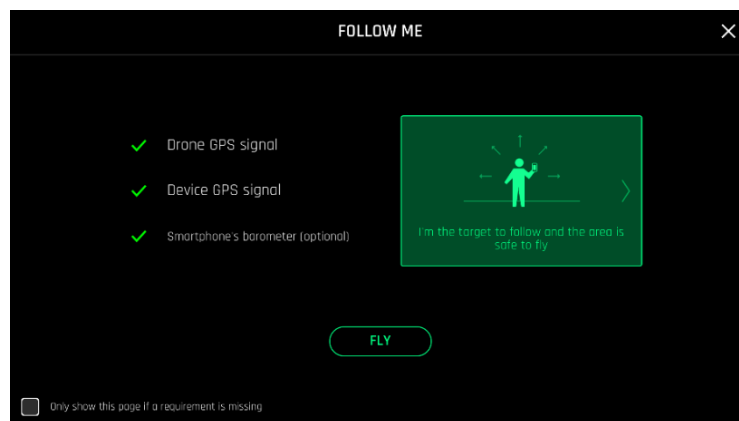 FOLLOW ME
Drone GPS signal
Device GPS signal
Smartphone's barometer (optional)
I'm the target to follow and the area is
safe to fly
FLY
Only show this page if a requirement is missing